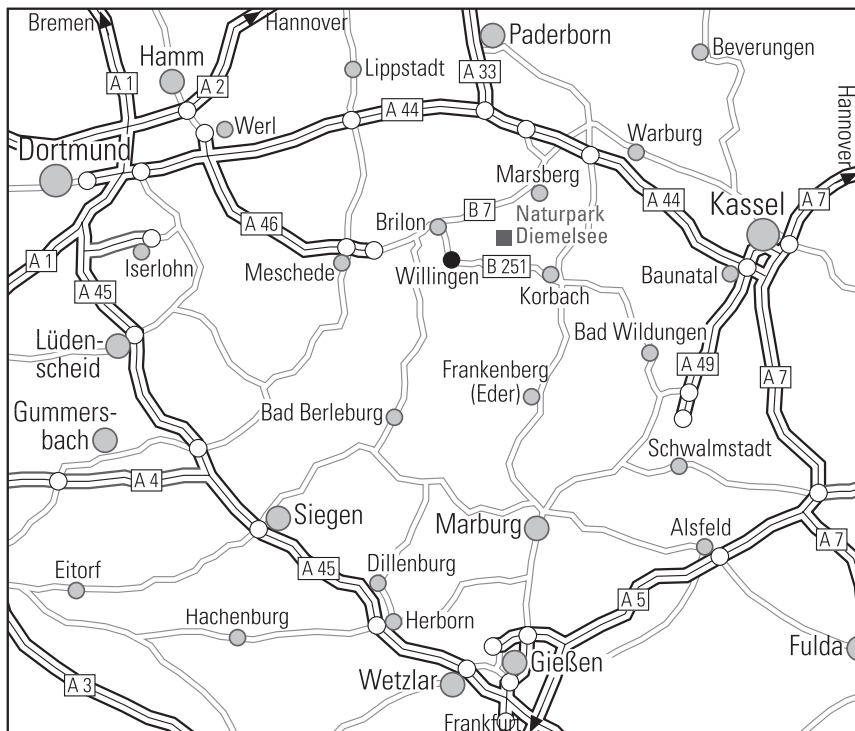 Bremen
Hannover
Hamm
Paderborn
Beverungen
Lippstadt
A 33
A 1
A 2
Hannover
A 44
Werl
Warburg
Dortmund
Marsberg
A 44
A 7
Kassel
B 7
Naturpark
Diemelsee
A 46
Brilon
A 1
Iserlohn
Meschede
Willingen
B 251
Korbach
Baunatal
A 45
Lüden-
scheid
Bad Wildungen
A 49
A 7
Frankenberg
(Eder)
Gummers-
bach
Bad Berleburg
Schwalmstadt
A 4
Siegen
Marburg
Alsfeld
A 7
Eitorf
A 45
Dillenburg
A 5
Hachenburg
Herborn
Fulda
Gießen
A 3
Wetzlar
Frankfurt